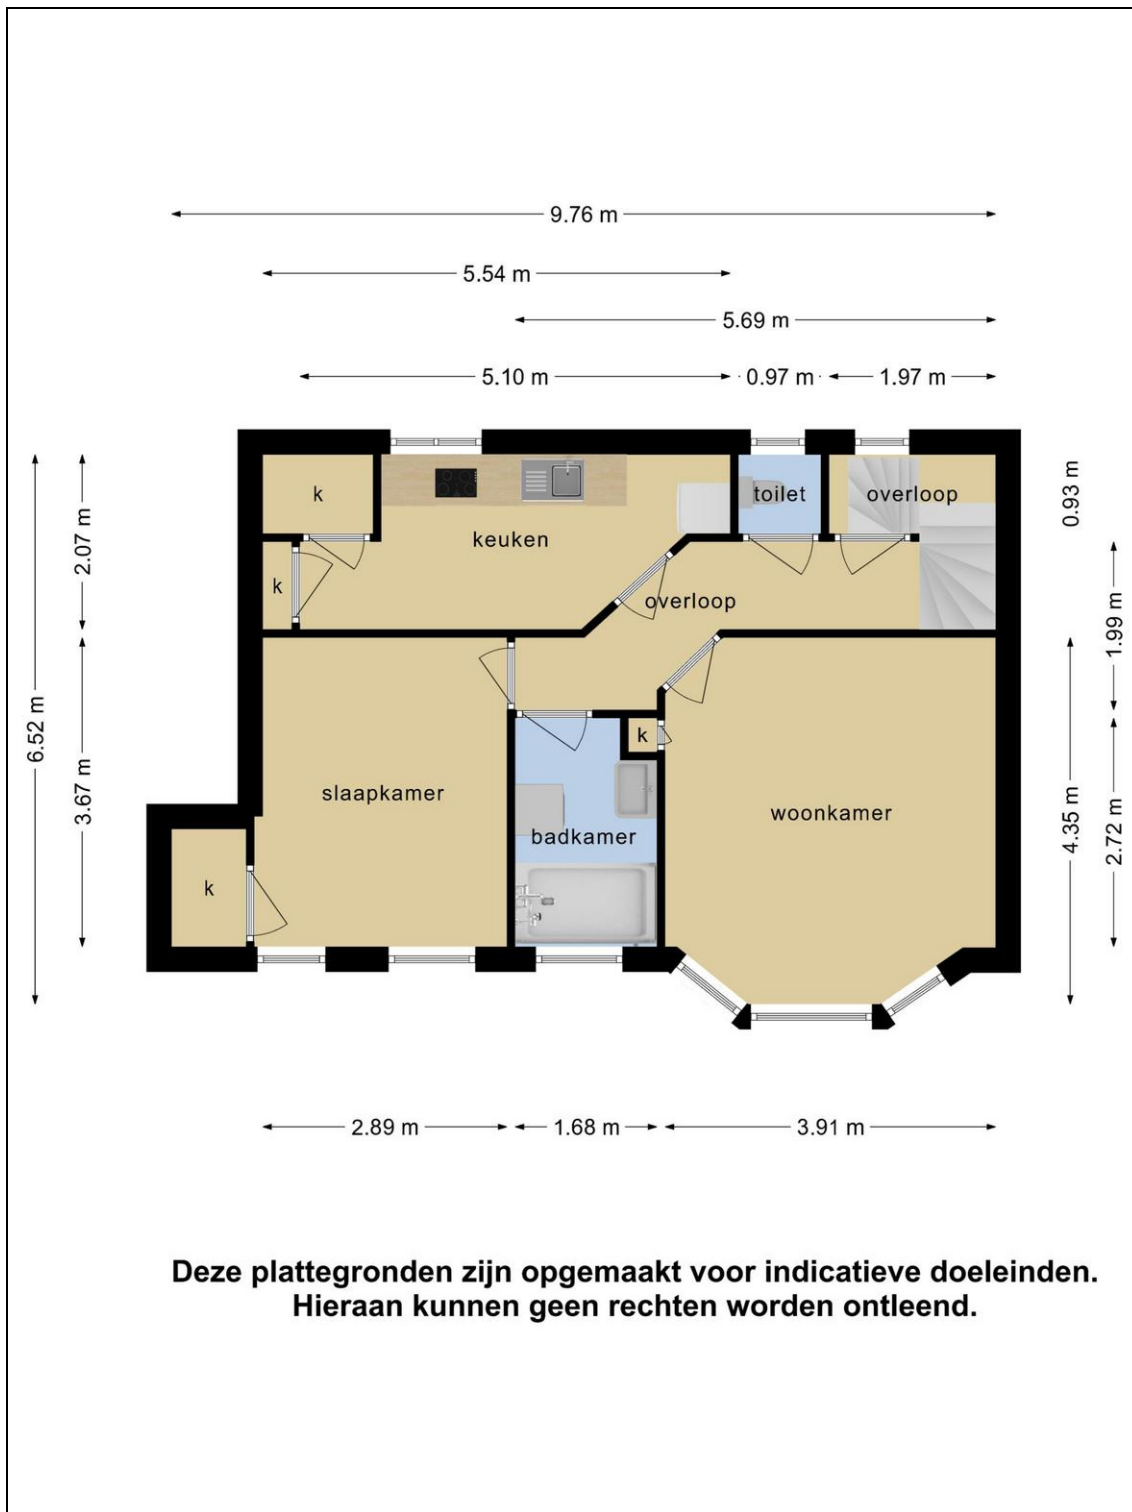 9.76 m
5.54 m
5.69 m
5.10 m
0.97 m
1.97 m
k
toilet
overloop
0.93 m
2.07 m
keuken
k
overloop
1.99 m
6.52 m
k
3.67 m
slaapkamer
woonkamer
4.35 m
2.72 m
badkamer
k
2.89 m
1.68 m
3.91 m
Deze plattegronden zijn opgemaakt voor indicatieve doeleinden.
Hieraan kunnen geen rechten worden ontleend.